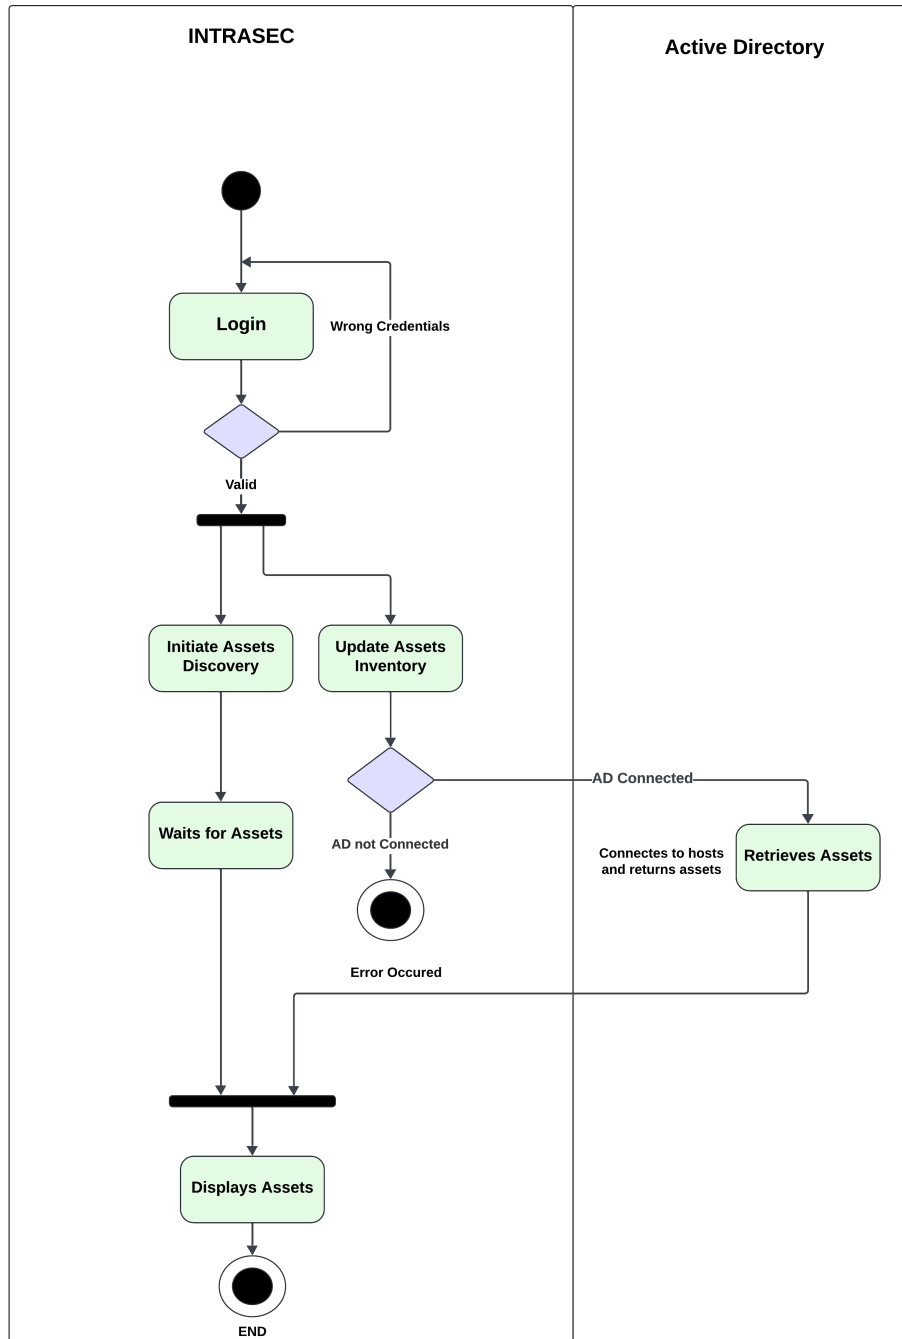 INTRASEC
Active Directory
Login
Wrong Credentials
Valid
Initiate Assets
Discovery
Update Assets
Inventory
AD Connected
Waits for Assets
AD not Connected
Connectes to hosts
and returns assets
Retrieves Assets
Error Occured
Displays Assets
END